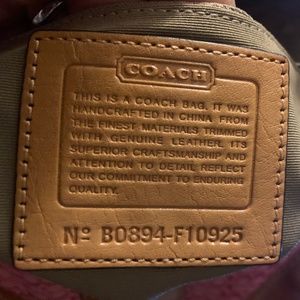 COACH
THIS IS A COACH BAG. IT WAS
HANDCRAFTED IN CHINA FROM
THE FINEST MATERIALS TRIMMED
WITH GENUINE LEATHER. ITS
SUPERIOR CRAFTSMANSHIP AND
ATTENTION TO DETAIL REFLECT
OUR COMMITMENT TO ENDURING
QUALITY.
Nº B0894-F10925